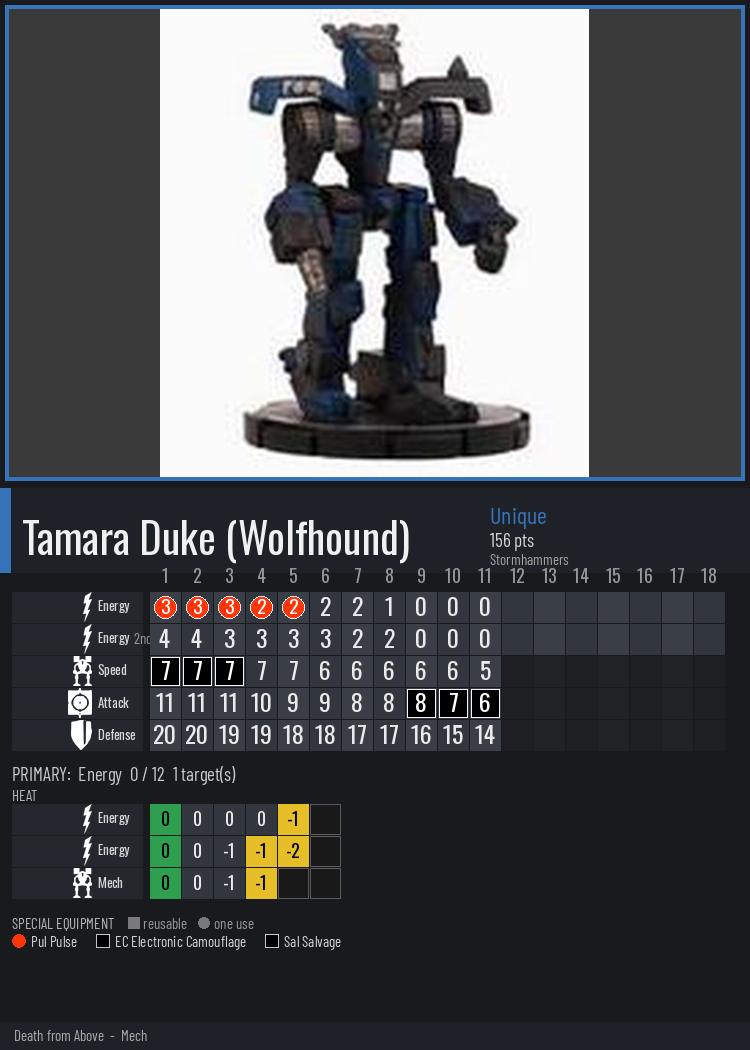 Tamara Duke (Wolfhound)
Unique
156 pts
Stormhammers
1 2 3 4 5 6 7 8 9 10 11 12 13 14 15 16 17 18
Energy 3 3 3 2 2 2 2 1 0 0 0
Energy 2nd 4 4 3 3 3 3 2 2 0 0 0
Speed 7 7 7 7 7 6 6 6 6 6 5
Attack 11 11 11 10 9 9 8 8 8 7 6
Defense 20 20 19 19 18 18 17 17 16 15 14
PRIMARY: Energy 0 / 12 1 target(s)
HEAT
Energy 0 0 0 0 -1
Energy 0 0 -1 -1 -2
Mech 0 0 -1 -1
SPECIAL EQUIPMENT reusable one use
Pul Pulse EC Electronic Camouflage Sal Salvage
Death from Above - Mech